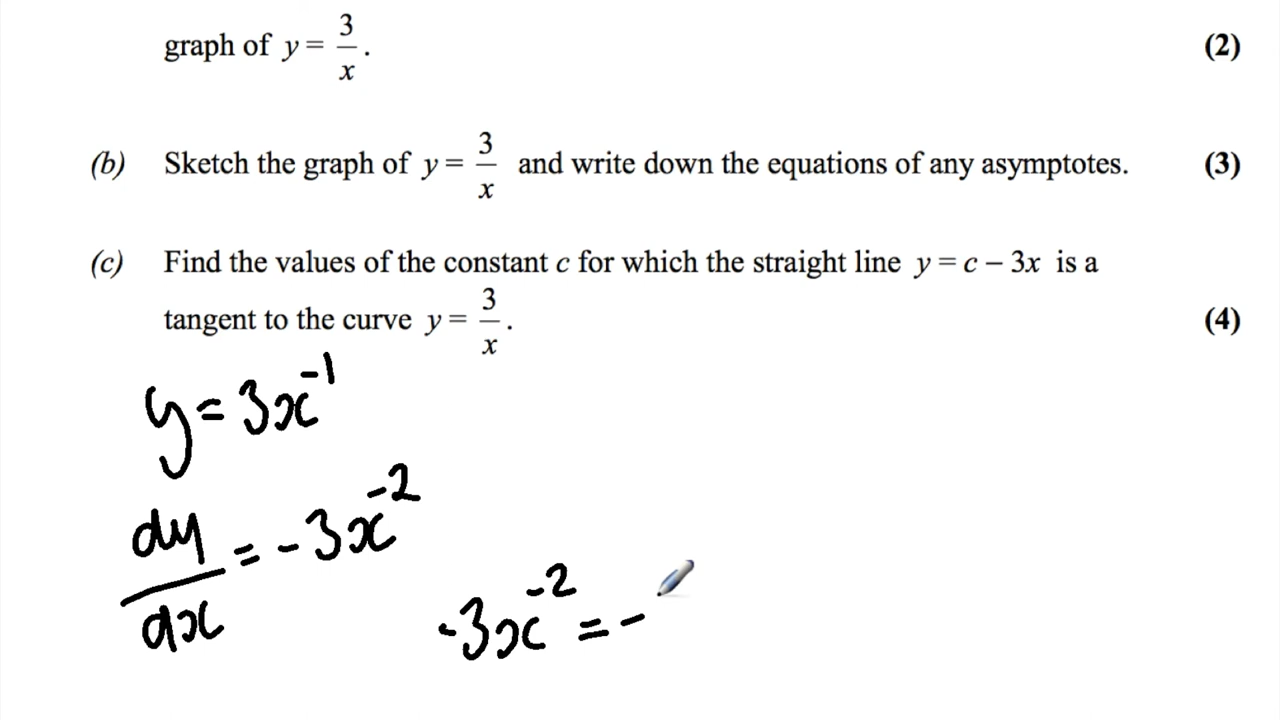 graph of y = 3/x. (2)
(b) Sketch the graph of y = 3/x and write down the equations of any asymptotes. (3)
(c) Find the values of the constant c for which the straight line y = c – 3x is a
tangent to the curve y = 3/x. (4)
y = 3x⁻¹
dy/dx = -3x⁻²
-3x⁻² = -